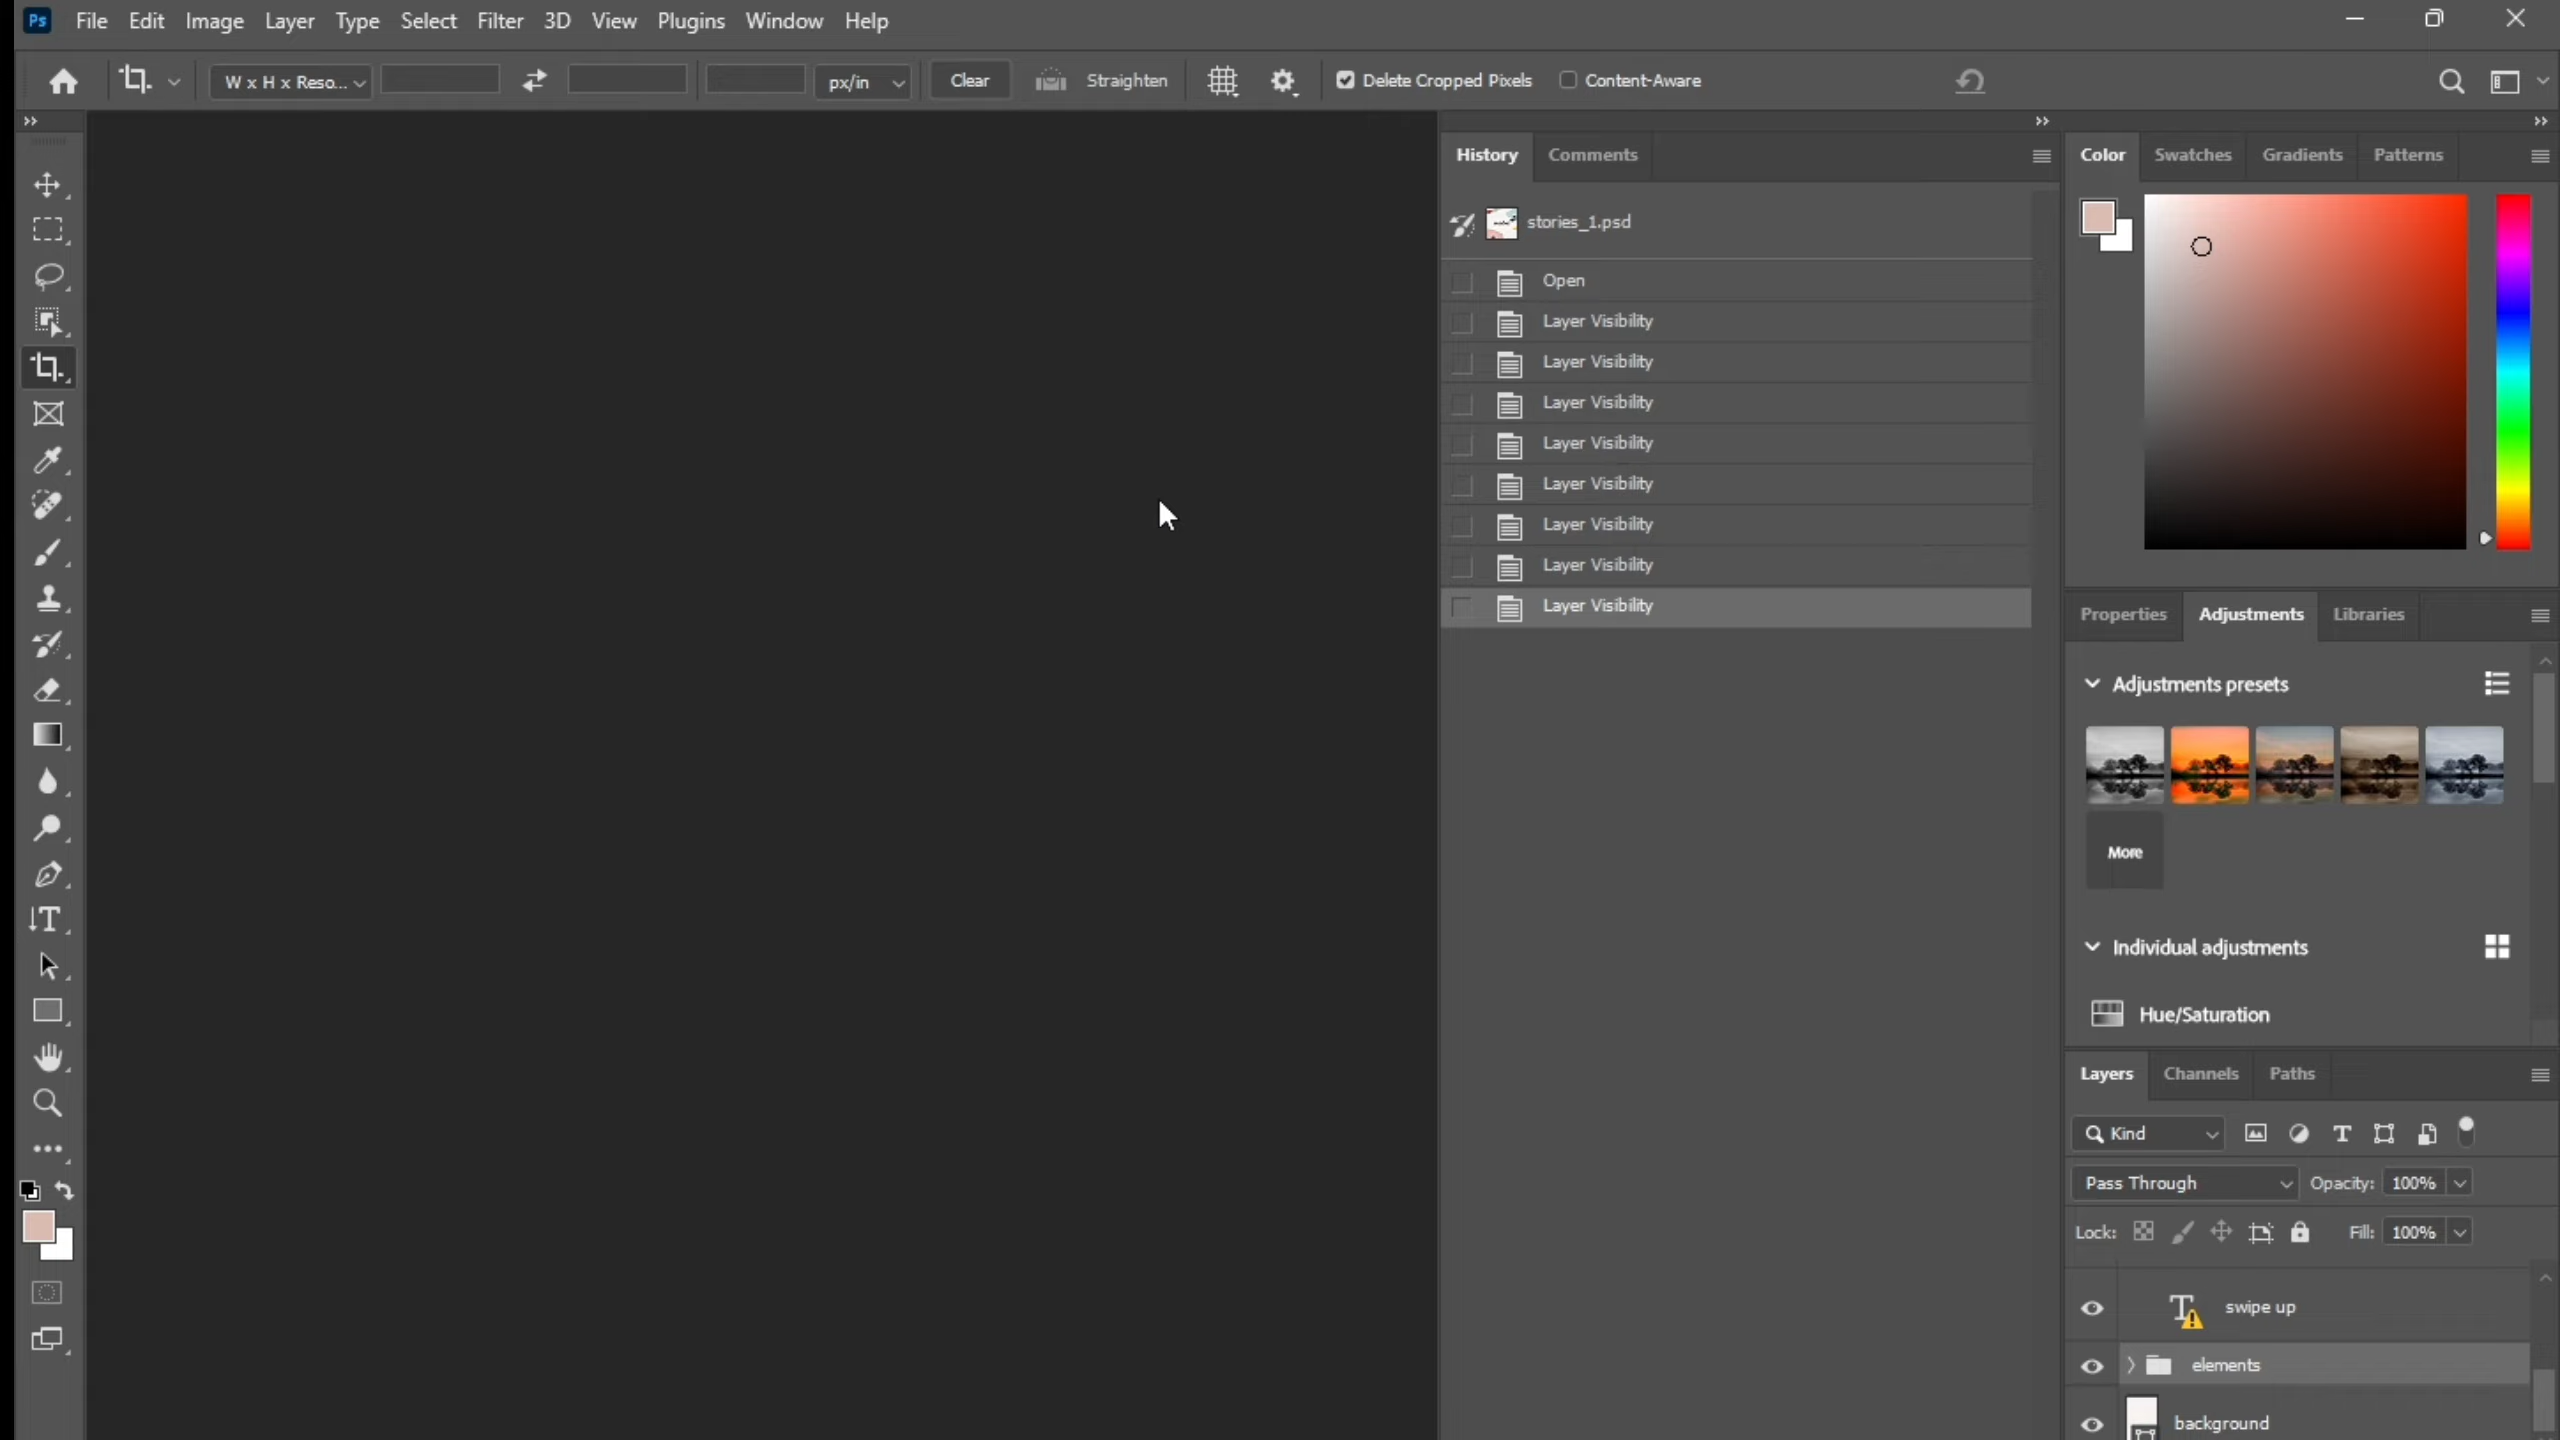 Ps File Edit Image Layer Type Select Filter 3D View Plugins Window Help
W x H x Reso... px/in Clear Straighten Delete Cropped Pixels Content-Aware
History Comments
stories_1.psd
Open
Layer Visibility
Layer Visibility
Layer Visibility
Layer Visibility
Layer Visibility
Layer Visibility
Layer Visibility
Layer Visibility
Color Swatches Gradients Patterns
Properties Adjustments Libraries
Adjustments presets
More
Individual adjustments
Hue/Saturation
Layers Channels Paths
Kind
Pass Through Opacity: 100%
Lock: Fill: 100%
swipe up
elements
background